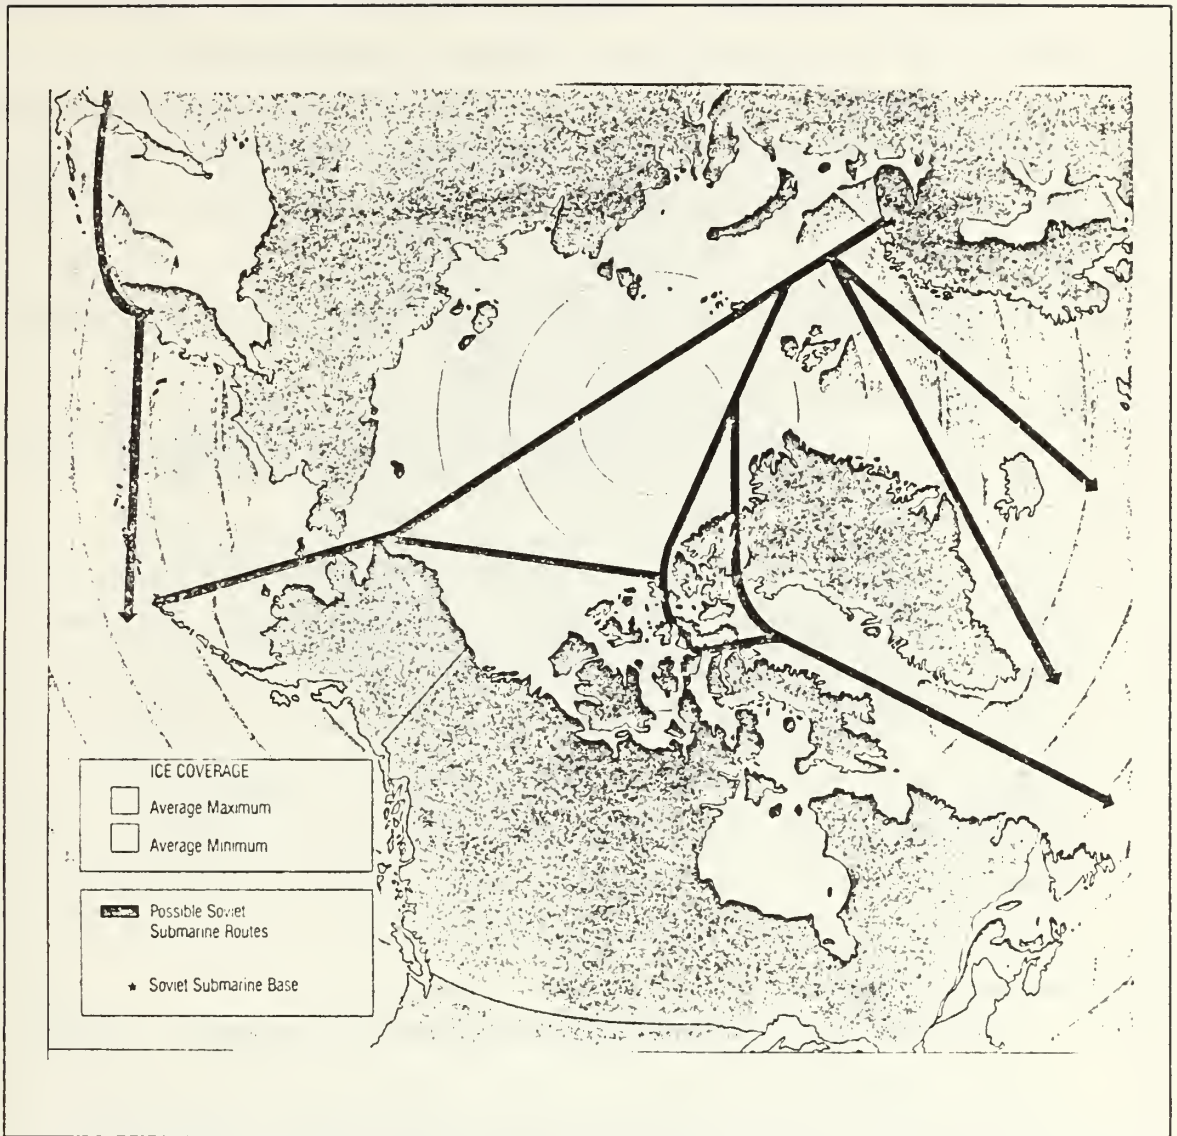 ICE COVERAGE
Average Maximum
Average Minimum
Possible Soviet
Submarine Routes
★ Soviet Submarine Base